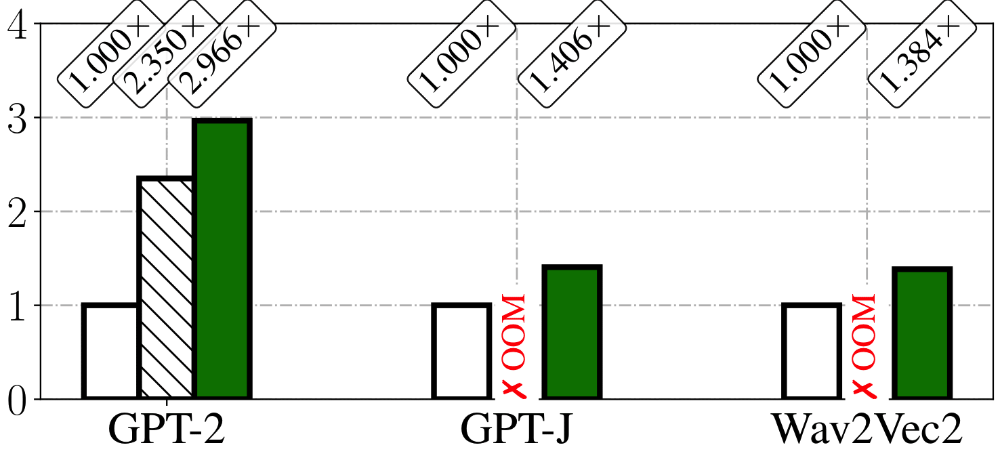 4
3
2
1
0
1.000×
2.350×
2.966×
1.000×
1.406×
1.000×
1.384×
✗ OOM
✗ OOM
GPT-2
GPT-J
Wav2Vec2